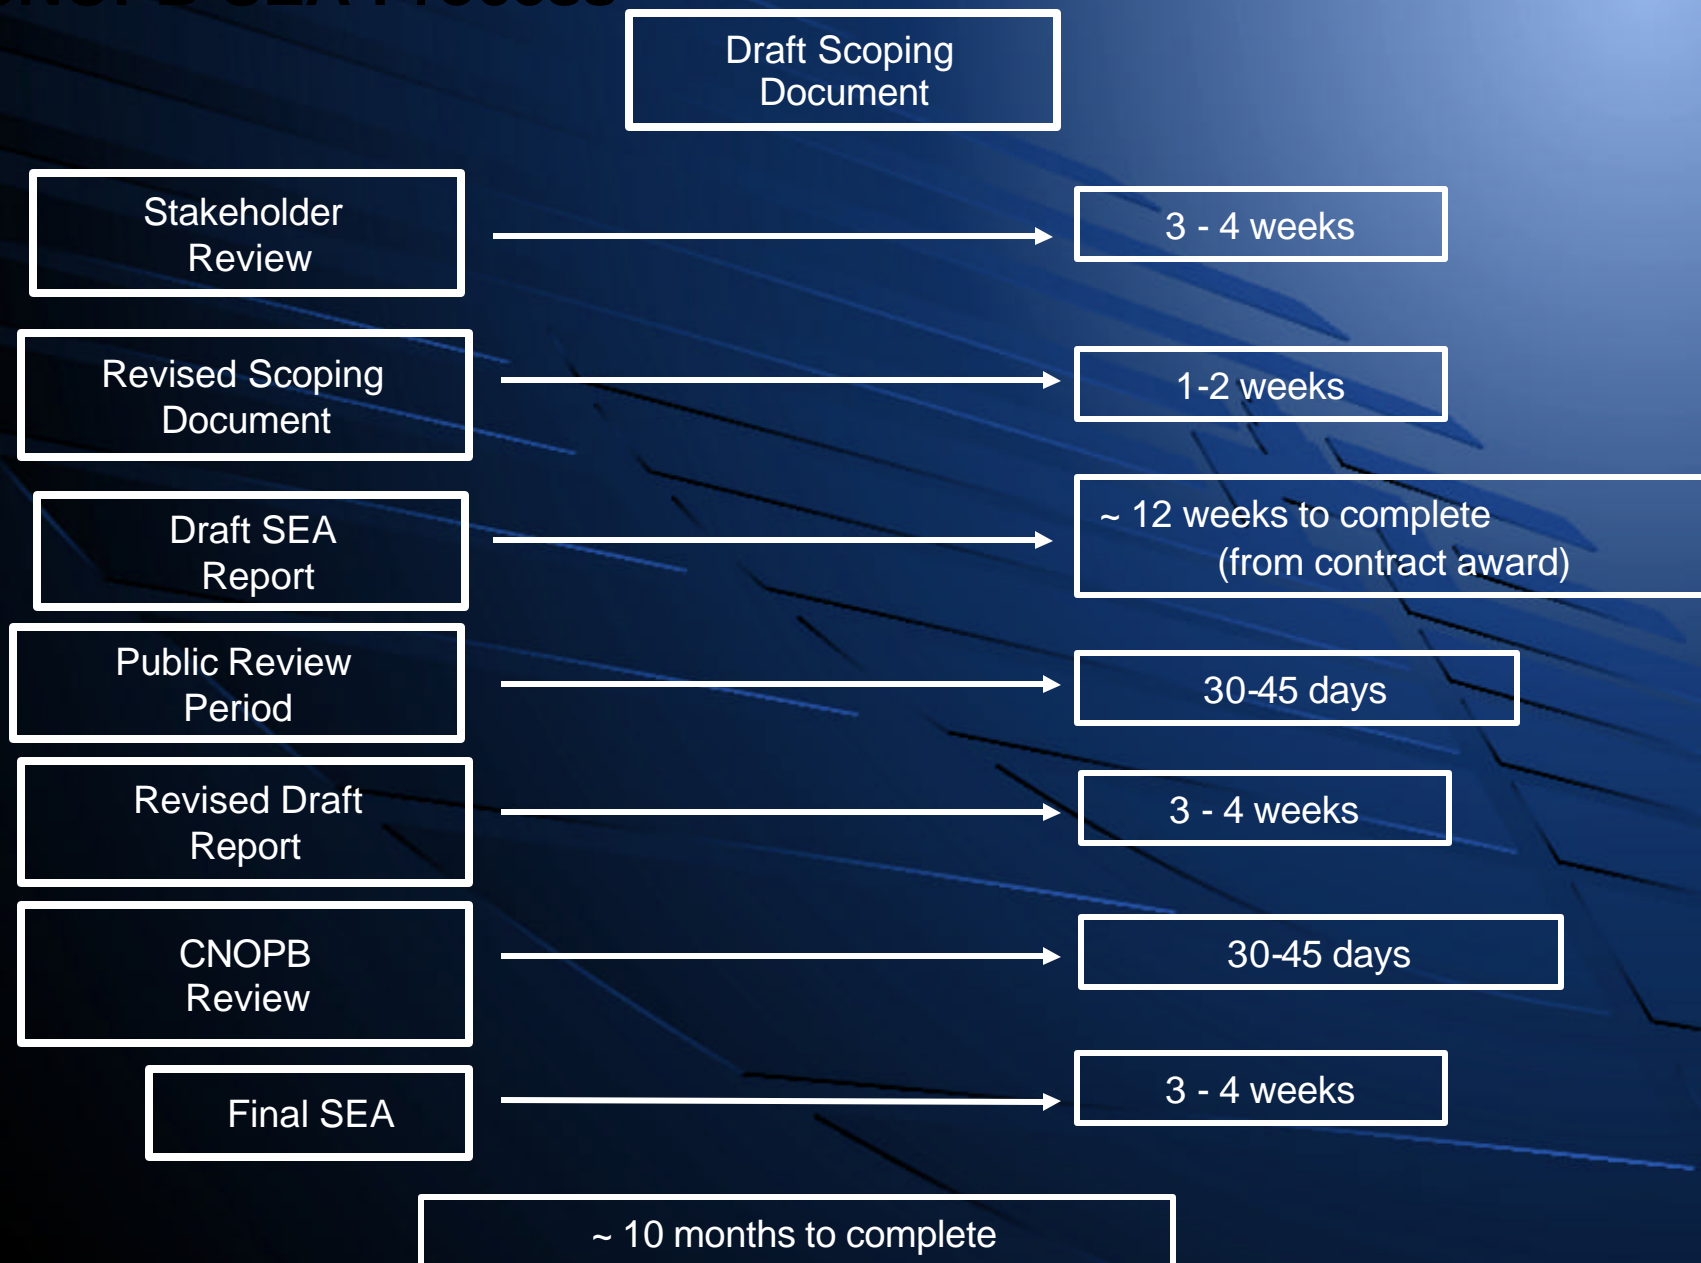 Draft Scoping
Document
Stakeholder
Review
3 - 4 weeks
Revised Scoping
Document
1-2 weeks
Draft SEA
Report
~ 12 weeks to complete
(from contract award)
Public Review
Period
30-45 days
Revised Draft
Report
3 - 4 weeks
CNOPB
Review
30-45 days
Final SEA
3 - 4 weeks
~ 10 months to complete